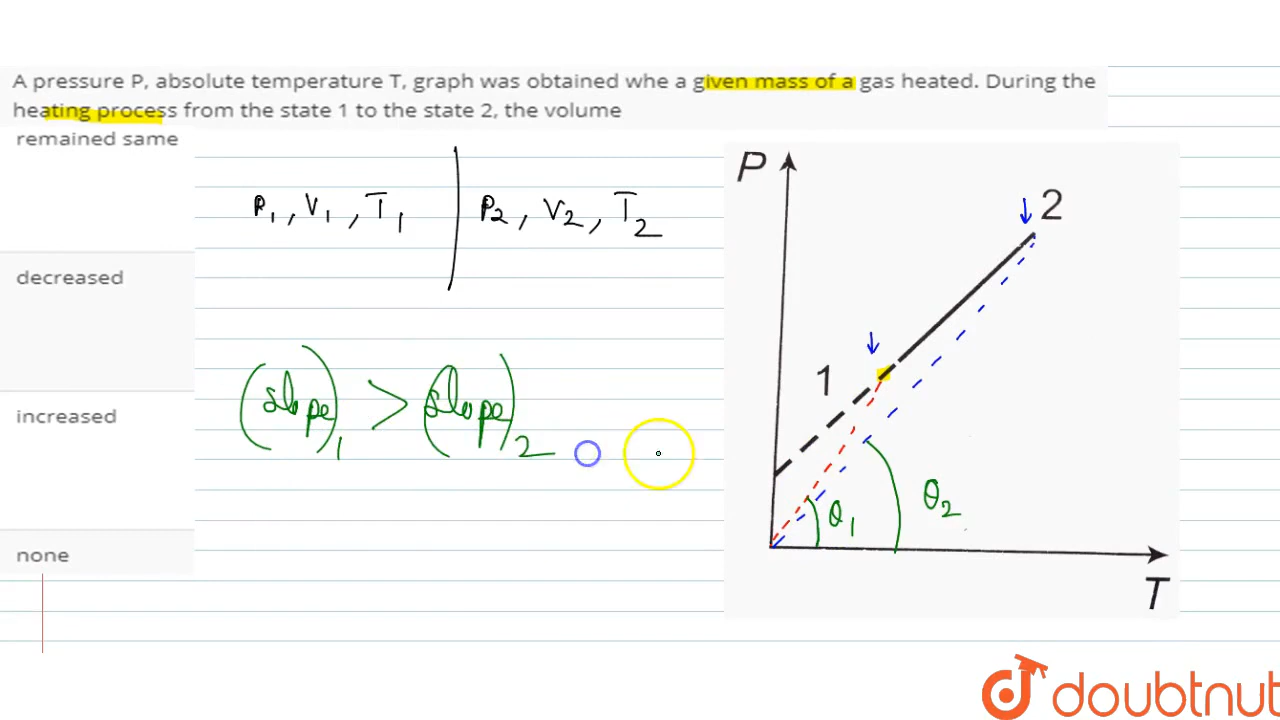 A pressure P, absolute temperature T, graph was obtained whe a given mass of a gas heated. During the
heating process from the state 1 to the state 2, the volume
remained same
decreased
increased
none
P₁, V₁, T₁ | P₂, V₂, T₂
(slope)₁ > (slope)₂
P
2
1
θ₁
θ₂
T
doubtnut